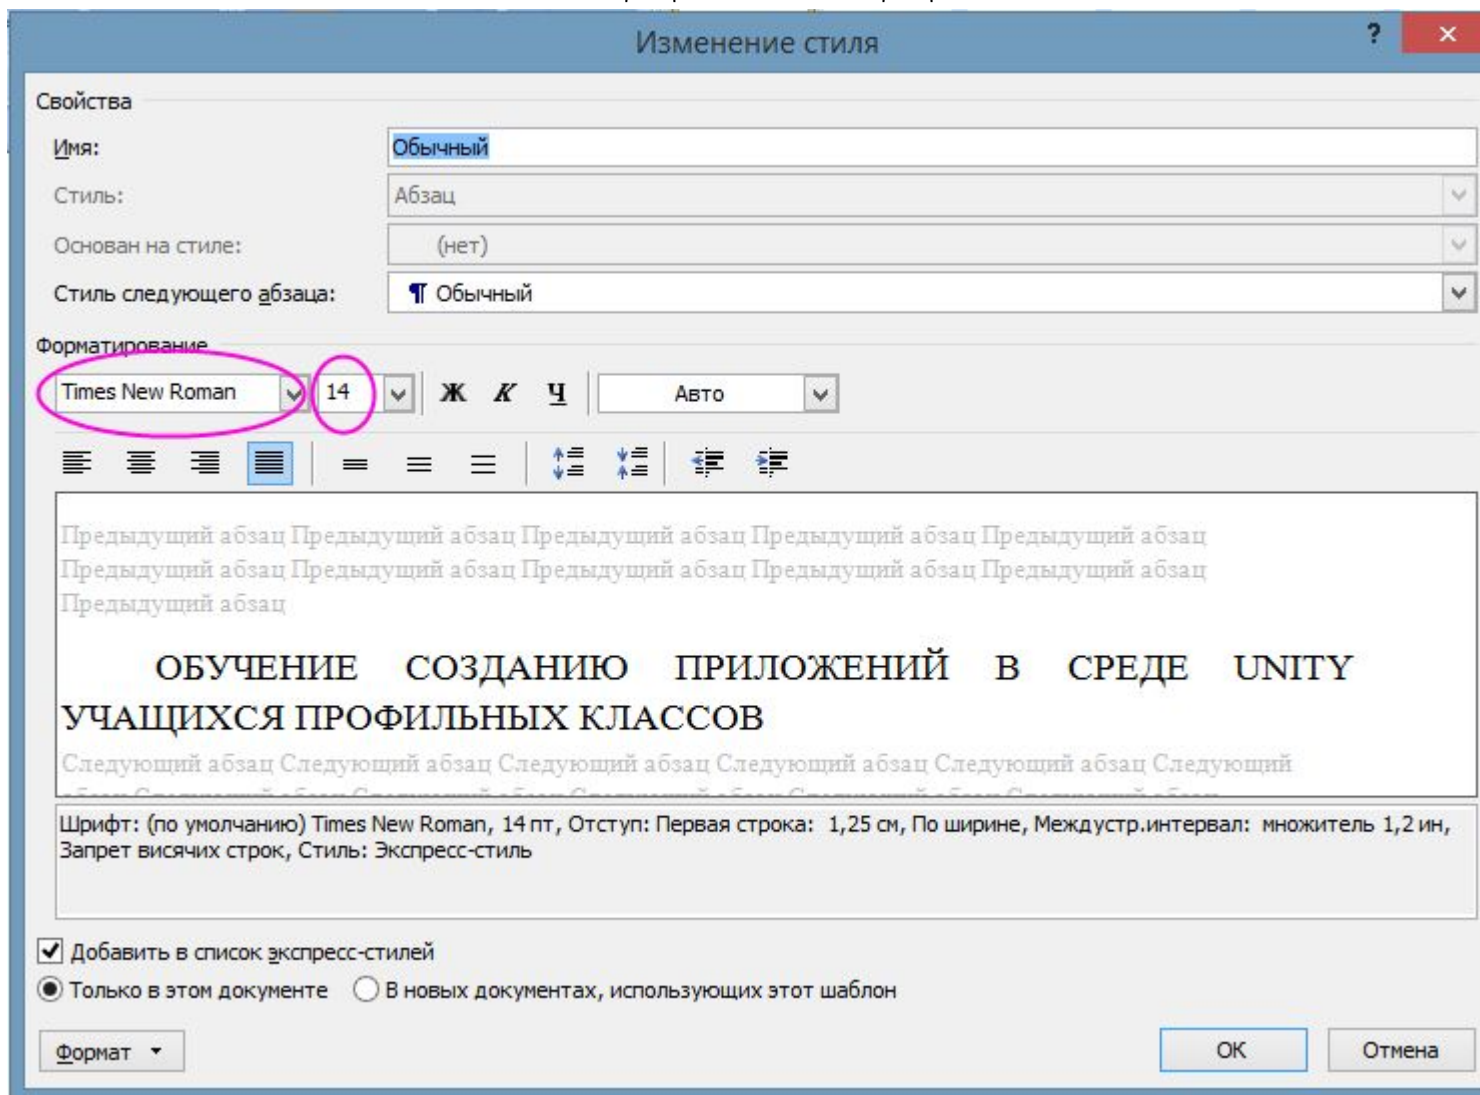 Изменение стиля
?
Свойства
Имя:
Обычный
Стиль:
Абзац
Основан на стиле:
(нет)
Стиль следующего абзаца:
¶ Обычный
Форматирование
Times New Roman 14 Ж К Ч Авто
Предыдущий абзац Предыдущий абзац Предыдущий абзац Предыдущий абзац Предыдущий абзац
Предыдущий абзац Предыдущий абзац Предыдущий абзац Предыдущий абзац Предыдущий абзац
Предыдущий абзац
ОБУЧЕНИЕ СОЗДАНИЮ ПРИЛОЖЕНИЙ В СРЕДЕ UNITY
УЧАЩИХСЯ ПРОФИЛЬНЫХ КЛАССОВ
Следующий абзац Следующий абзац Следующий абзац Следующий абзац Следующий абзац Следующий
Шрифт: (по умолчанию) Times New Roman, 14 пт, Отступ: Первая строка: 1,25 см, По ширине, Междустр.интервал: множитель 1,2 ин,
Запрет висячих строк, Стиль: Экспресс-стиль
Добавить в список экспресс-стилей
Только в этом документе В новых документах, использующих этот шаблон
Формат
ОК
Отмена